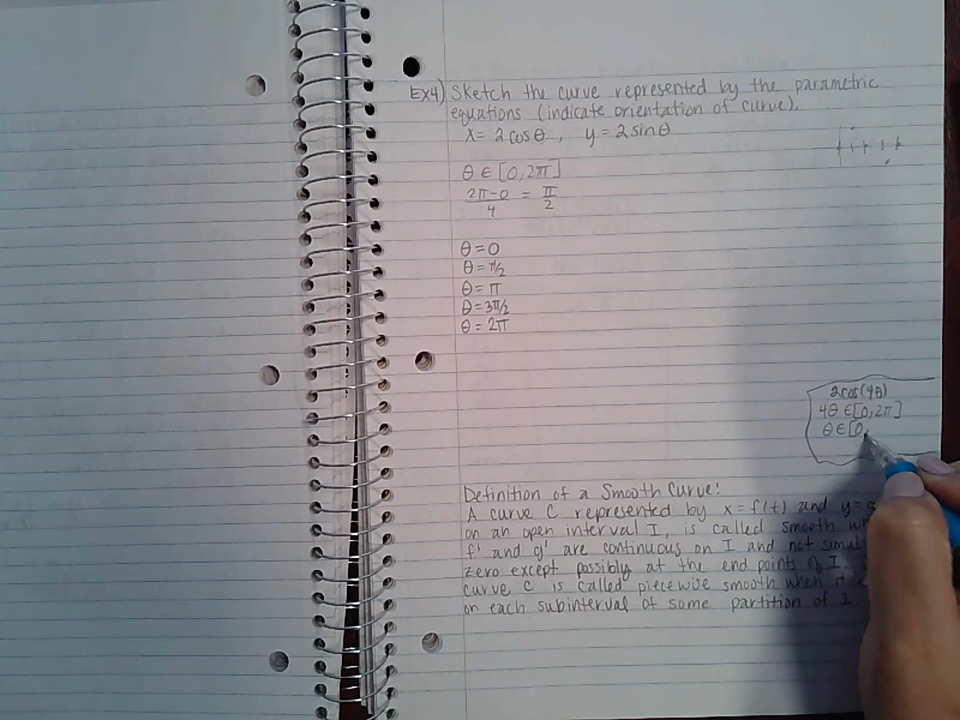 Ex4) Sketch the curve represented by the parametric
equations (indicate orientation of curve).
x = 2cosθ , y = 2sinθ
θ ∈ [0, 2π]
2π-0 / 4 = π / 2
θ = 0
θ = π/2
θ = π
θ = 3π/2
θ = 2π
2cos(4θ)
4θ ∈ [0, 2π]
θ ∈ [0,
Definition of a Smooth Curve:
A curve C represented by x = f(t) and y =
on an open interval I, is called smooth
f' and g' are continuous on I and not
zero except possibly at the end points of I.
curve C is called piecewise smooth when
on each subinterval of some partition of I